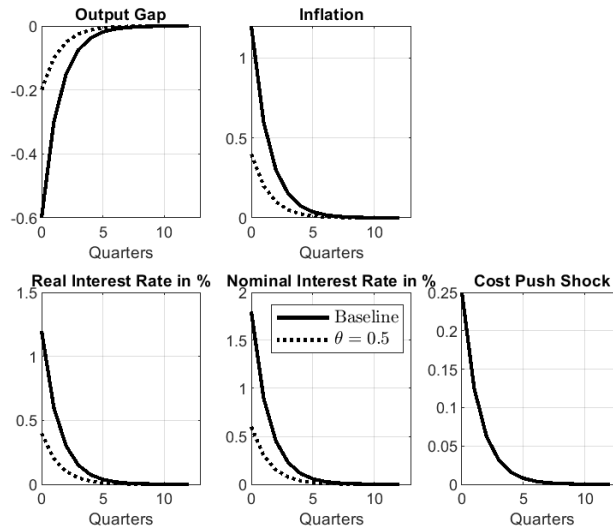 Output Gap
0
-0.2
-0.4
-0.6
0 5 10
Quarters
Inflation
1
0.5
0
0 5 10
Quarters
Real Interest Rate in %
1.5
1
0.5
0
0 5 10
Quarters
Nominal Interest Rate in %
2
1.5
1
0.5
0
0 5 10
Quarters
Baseline
θ = 0.5
Cost Push Shock
0.25
0.2
0.15
0.1
0.05
0
0 5 10
Quarters